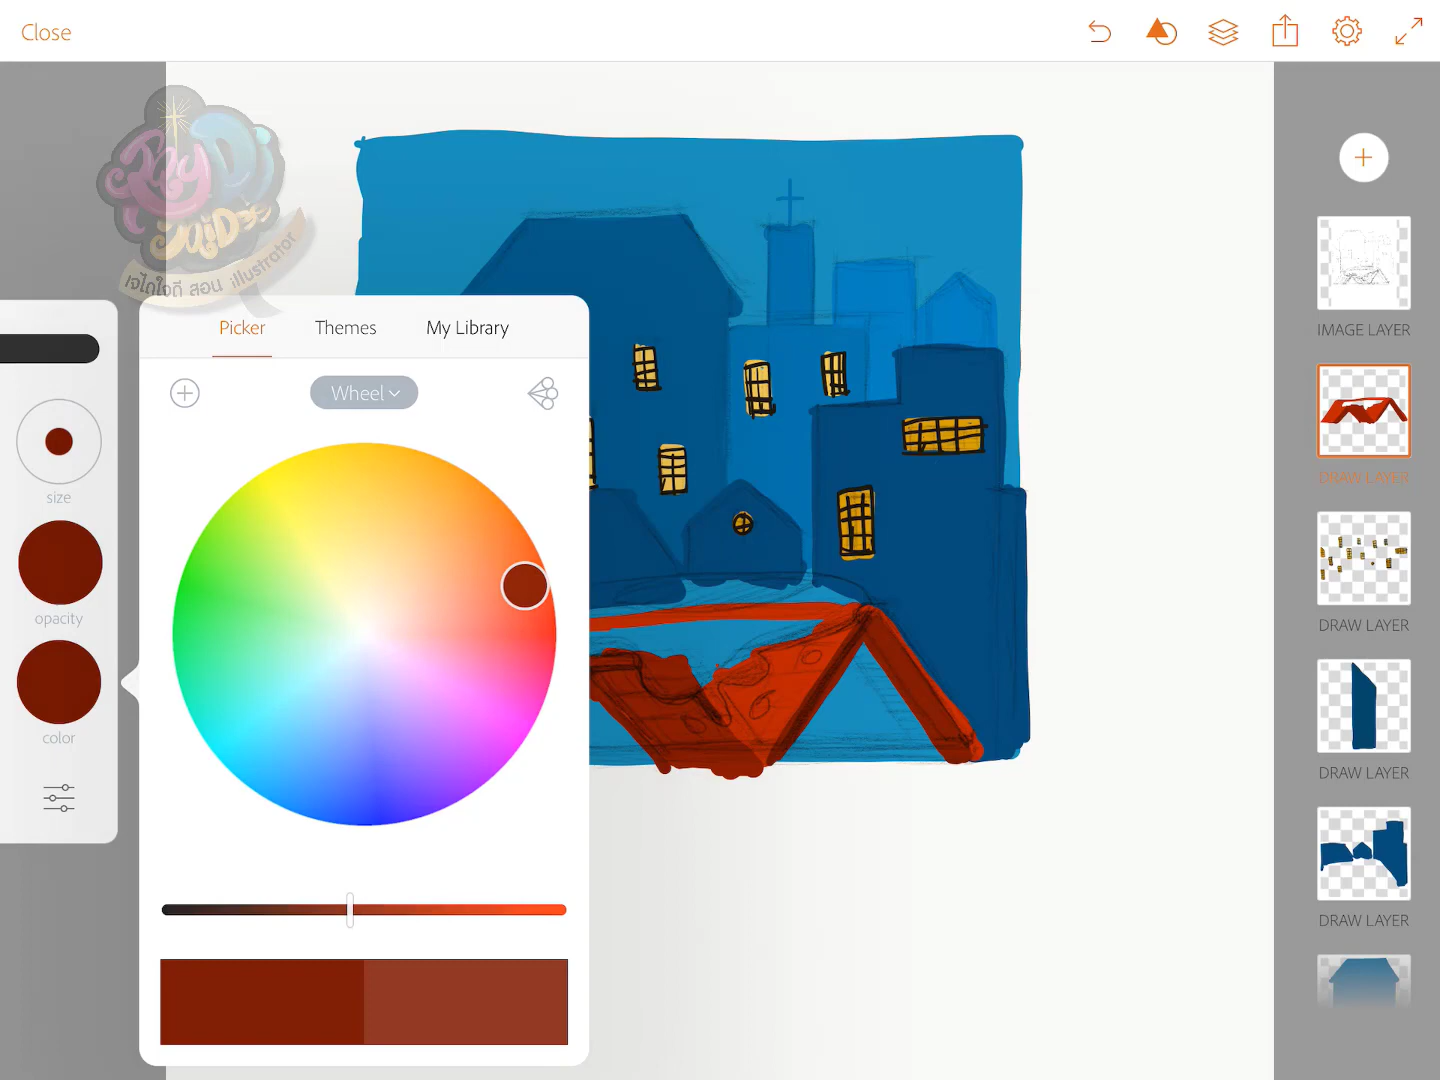 Close
เจไดใจดี สอน illustrator
Picker
Themes
My Library
Wheel
size
opacity
color
IMAGE LAYER
DRAW LAYER
DRAW LAYER
DRAW LAYER
DRAW LAYER